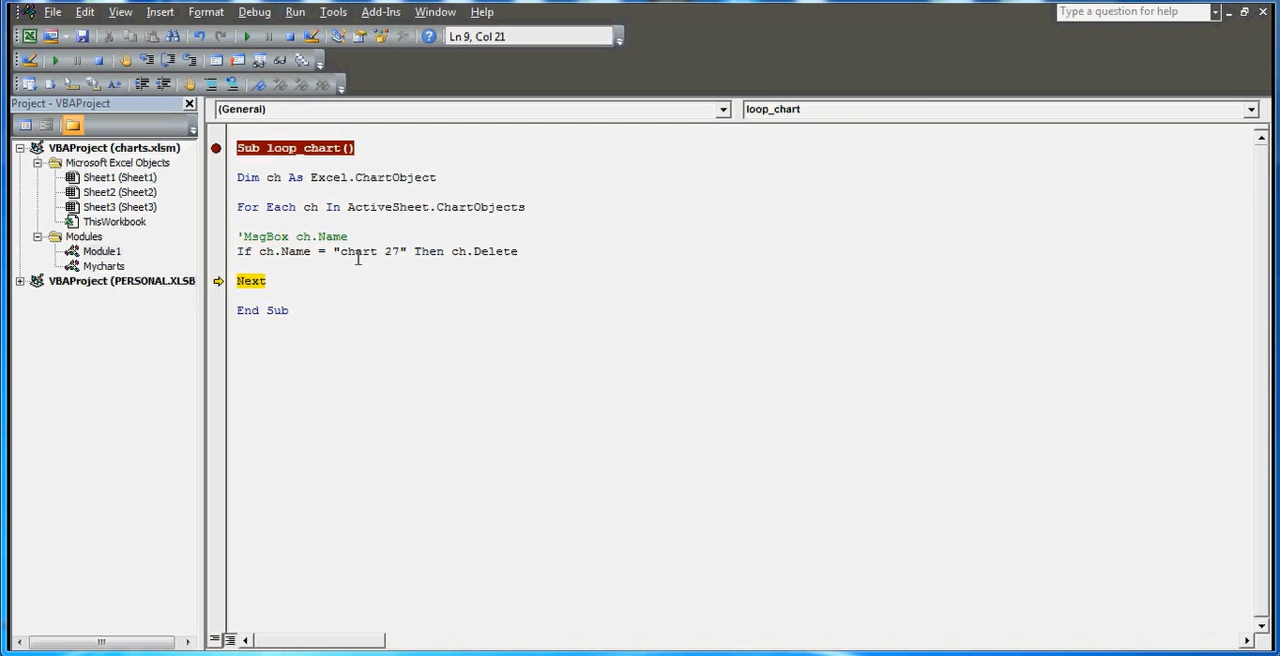 File Edit View Insert Format Debug Run Tools Add-Ins Window Help
Type a question for help
Ln 9, Col 21
Project - VBAProject
(General)
loop_chart
VBAProject (charts.xlsm)
Microsoft Excel Objects
Sheet1 (Sheet1)
Sheet2 (Sheet2)
Sheet3 (Sheet3)
ThisWorkbook
Modules
Module1
Mycharts
VBAProject (PERSONAL.XLSB
Sub loop_chart()
Dim ch As Excel.ChartObject
For Each ch In ActiveSheet.ChartObjects
'MsgBox ch.Name
If ch.Name = "chart 27" Then ch.Delete
Next
End Sub